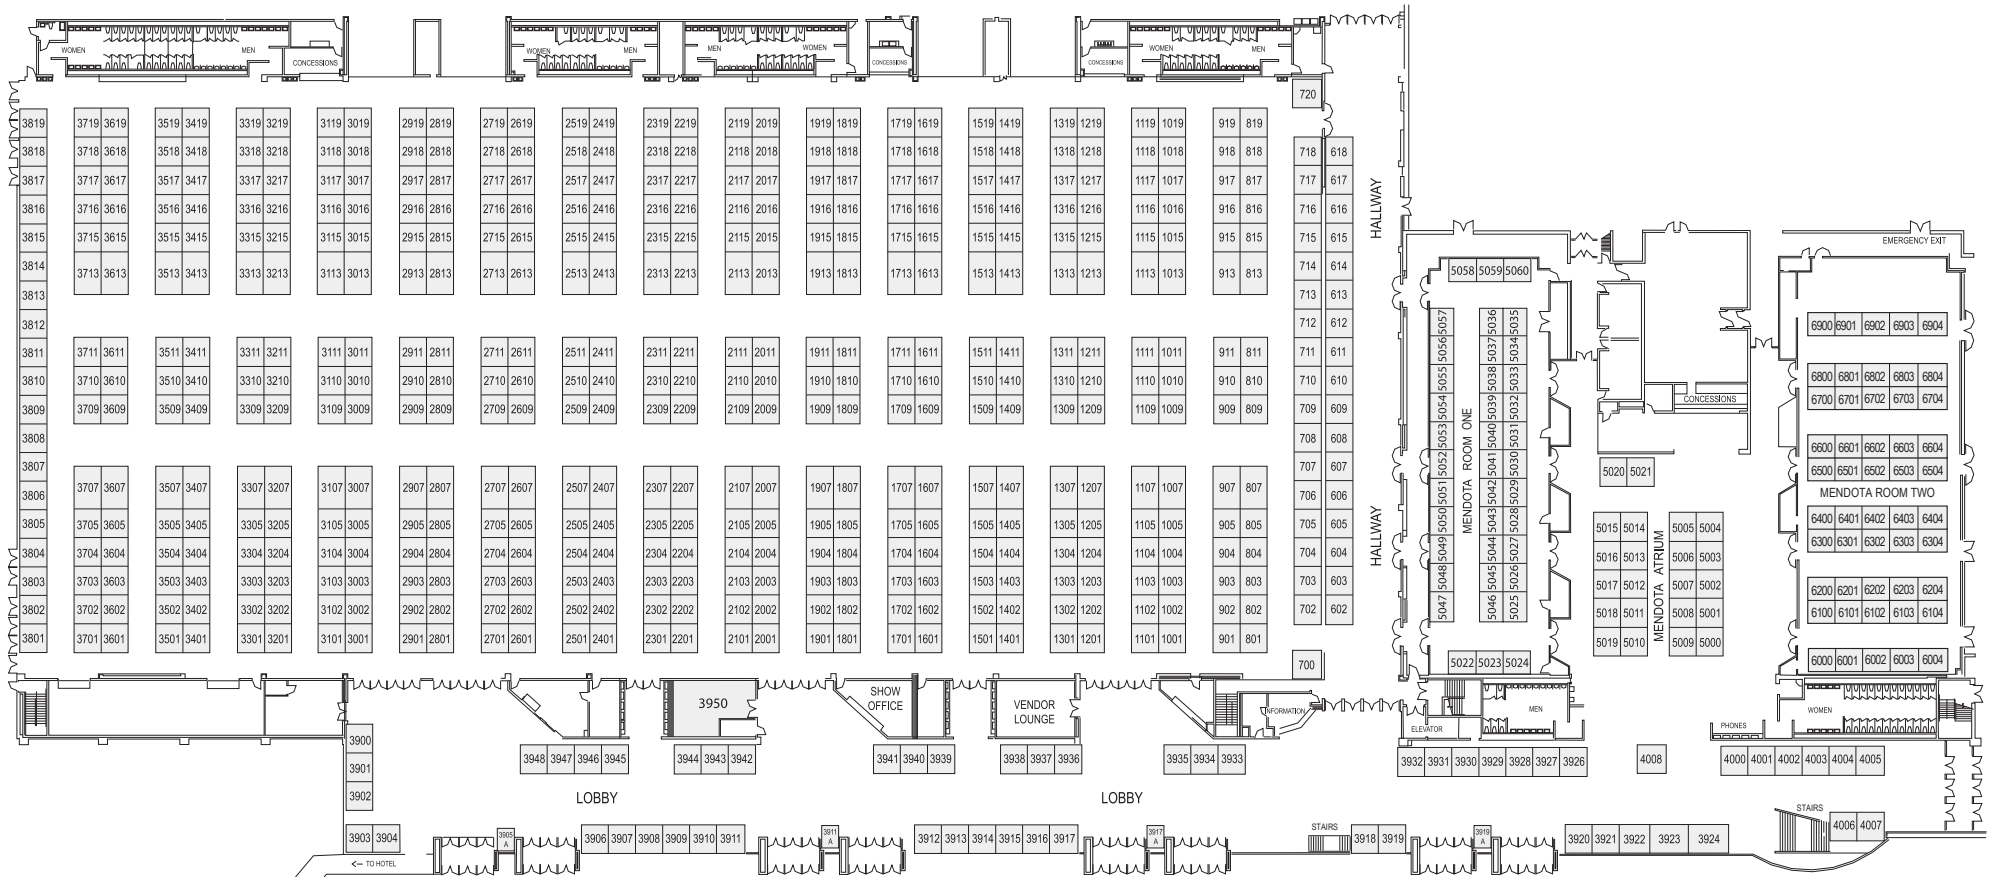 WOMEN MEN CONCESSIONS WOMEN MEN MEN WOMEN CONCESSIONS CONCESSIONS WOMEN MEN
720
3819 3719 3619 3519 3419 3319 3219 3119 3019 2919 2819 2719 2619 2519 2419 2319 2219 2119 2019 1919 1819 1719 1619 1519 1419 1319 1219 1119 1019 919 819
3818 3718 3618 3518 3418 3318 3218 3118 3018 2918 2818 2718 2618 2518 2418 2318 2218 2118 2018 1918 1818 1718 1618 1518 1418 1318 1218 1118 1018 918 818 718 618
3817 3717 3617 3517 3417 3317 3217 3117 3017 2917 2817 2717 2617 2517 2417 2317 2217 2117 2017 1917 1817 1717 1617 1517 1417 1317 1217 1117 1017 917 817 717 617
3816 3716 3616 3516 3416 3316 3216 3116 3016 2916 2816 2716 2616 2516 2416 2316 2216 2116 2016 1916 1816 1716 1616 1516 1416 1316 1216 1116 1016 916 816 716 616
3815 3715 3615 3515 3415 3315 3215 3115 3015 2915 2815 2715 2615 2515 2415 2315 2215 2115 2015 1915 1815 1715 1615 1515 1415 1315 1215 1115 1015 915 815 715 615
3814 714 614
3713 3613 3513 3413 3313 3213 3113 3013 2913 2813 2713 2613 2513 2413 2313 2213 2113 2013 1913 1813 1713 1613 1513 1413 1313 1213 1113 1013 913 813
3813 713 613
3812 712 612
3811 3711 3611 3511 3411 3311 3211 3111 3011 2911 2811 2711 2611 2511 2411 2311 2211 2111 2011 1911 1811 1711 1611 1511 1411 1311 1211 1111 1011 911 811 711 611
3810 3710 3610 3510 3410 3310 3210 3110 3010 2910 2810 2710 2610 2510 2410 2310 2210 2110 2010 1910 1810 1710 1610 1510 1410 1310 1210 1110 1010 910 810 710 610
3809 3709 3609 3509 3409 3309 3209 3109 3009 2909 2809 2709 2609 2509 2409 2309 2209 2109 2009 1909 1809 1709 1609 1509 1409 1309 1209 1109 1009 909 809 709 609
3808 708 608
3807 707 607
3707 3607 3507 3407 3307 3207 3107 3007 2907 2807 2707 2607 2507 2407 2307 2207 2107 2007 1907 1807 1707 1607 1507 1407 1307 1207 1107 1007 907 807
3806 706 606
3805 3705 3605 3505 3405 3305 3205 3105 3005 2905 2805 2705 2605 2505 2405 2305 2205 2105 2005 1905 1805 1705 1605 1505 1405 1305 1205 1105 1005 905 805 705 605
3804 3704 3604 3504 3404 3304 3204 3104 3004 2904 2804 2704 2604 2504 2404 2304 2204 2104 2004 1904 1804 1704 1604 1504 1404 1304 1204 1104 1004 904 804 704 604
3803 3703 3603 3503 3403 3303 3203 3103 3003 2903 2803 2703 2603 2503 2403 2303 2203 2103 2003 1903 1803 1703 1603 1503 1403 1303 1203 1103 1003 903 803 703 603
3802 3702 3602 3502 3402 3302 3202 3102 3002 2902 2802 2702 2602 2502 2402 2302 2202 2102 2002 1902 1802 1702 1602 1502 1402 1302 1202 1102 1002 902 802 702 602
3801 3701 3601 3501 3401 3301 3201 3101 3001 2901 2801 2701 2601 2501 2401 2301 2201 2101 2001 1901 1801 1701 1601 1501 1401 1301 1201 1101 1001 901 801
700
HALLWAY
HALLWAY
5058 5059 5060
5057 5036 5035
5056 5037 5034
5055 5038 5033
5054 5039 5032
5053 5040 5031
5052 5041 5030
5051 5042 5029
5050 5043 5028
5049 5044 5027
5048 5045 5026
5047 5046 5025
MENDOTA ROOM ONE
5022 5023 5024
CONCESSIONS
5020 5021
5015 5014 5005 5004
5016 5013 5006 5003
5017 5012 5007 5002
5018 5011 5008 5001
5019 5010 5009 5000
MENDOTA ATRIUM
EMERGENCY EXIT
6900 6901 6902 6903 6904
6800 6801 6802 6803 6804
6700 6701 6702 6703 6704
6600 6601 6602 6603 6604
6500 6501 6502 6503 6504
MENDOTA ROOM TWO
6400 6401 6402 6403 6404
6300 6301 6302 6303 6304
6200 6201 6202 6203 6204
6100 6101 6102 6103 6104
6000 6001 6002 6003 6004
3950
SHOW
OFFICE
VENDOR
LOUNGE
INFORMATION
ELEVATOR
MEN
PHONES
WOMEN
3900
3901
3902
3903 3904
3948 3947 3946 3945 3944 3943 3942 3941 3940 3939 3938 3937 3936 3935 3934 3933 3932 3931 3930 3929 3928 3927 3926 4008 4000 4001 4002 4003 4004 4005
LOBBY LOBBY
STAIRS
4006 4007
STAIRS
3905
A
3906 3907 3908 3909 3910 3911
3911
A
3912 3913 3914 3915 3916 3917
3917
A
3918 3919
3919
A
3920 3921 3922 3923 3924
<– TO HOTEL